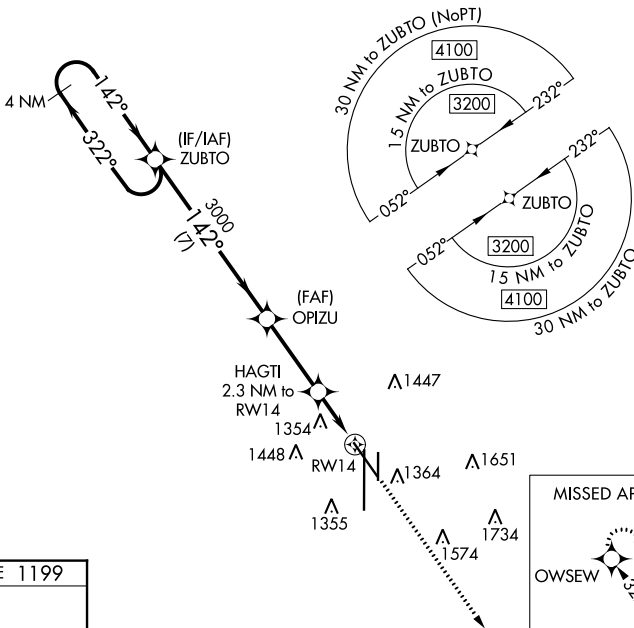 30 NM to ZUBTO (NoPT)
4100
15 NM to ZUBTO
3200
232°
ZUBTO
052°
4 NM
142°
322°
(IF/IAF)
ZUBTO
232°
ZUBTO
052°
3200
15 NM to ZUBTO
4100
30 NM to ZUBTO
3000
142°
(7)
(FAF)
OPIZU
HAGTI
2.3 NM to
RW14
1447
1354
1448
RW14
1364
1651
1355
1734
1574
MISSED AP
OWSEW
E 1199